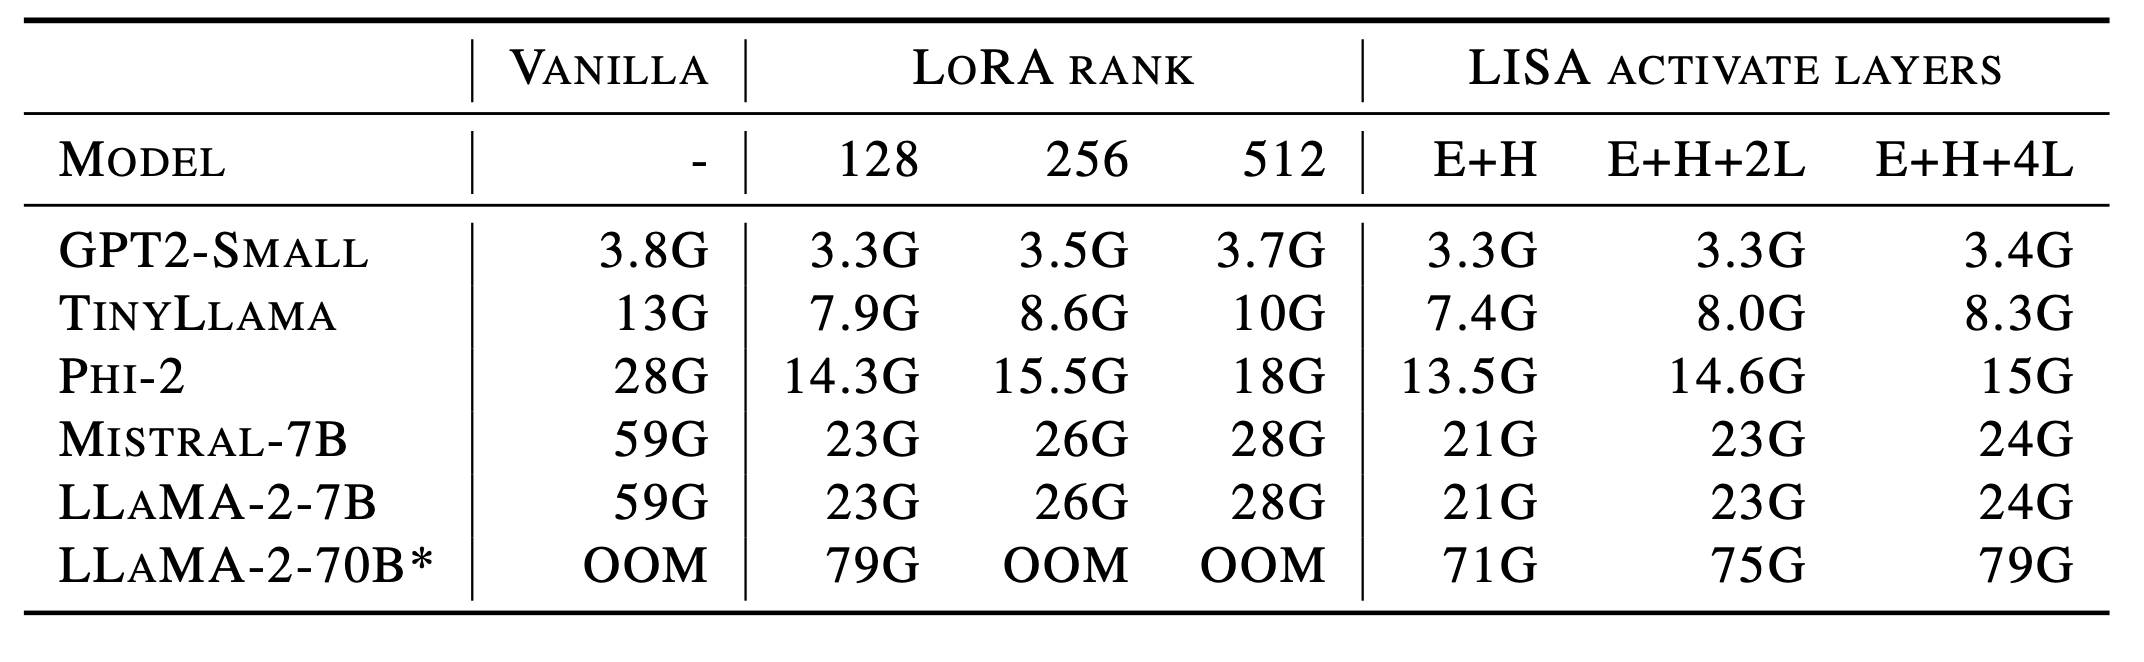 VANILLA LORA RANK LISA ACTIVATE LAYERS
MODEL - 128 256 512 E+H E+H+2L E+H+4L
GPT2-SMALL 3.8G 3.3G 3.5G 3.7G 3.3G 3.3G 3.4G
TINYLLAMA 13G 7.9G 8.6G 10G 7.4G 8.0G 8.3G
PHI-2 28G 14.3G 15.5G 18G 13.5G 14.6G 15G
MISTRAL-7B 59G 23G 26G 28G 21G 23G 24G
LLAMA-2-7B 59G 23G 26G 28G 21G 23G 24G
LLAMA-2-70B* OOM 79G OOM OOM 71G 75G 79G